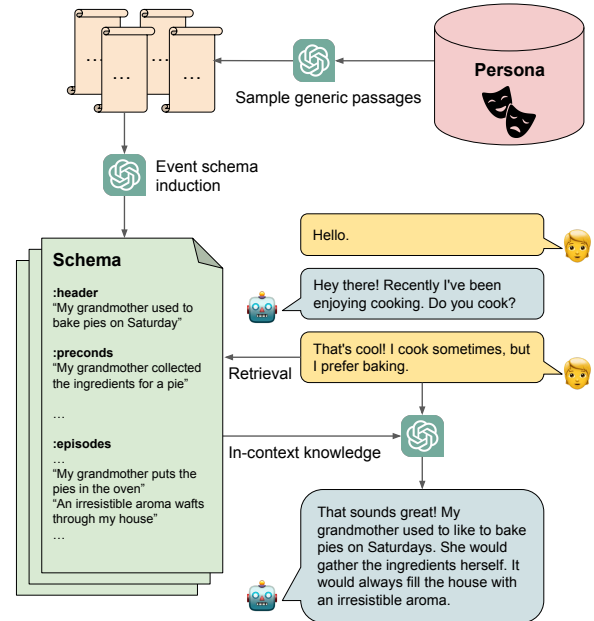 ...
...
...
...
Sample generic passages
Persona
Event schema
induction
Schema
:header
“My grandmother used to
bake pies on Saturday”
:preconds
“My grandmother collected
the ingredients for a pie”
…
:episodes
…
“My grandmother puts the
pies in the oven”
“An irresistible aroma wafts
through my house”
…
Hello.
Hey there! Recently I've been
enjoying cooking. Do you cook?
That's cool! I cook sometimes, but
I prefer baking.
Retrieval
In-context knowledge
That sounds great! My
grandmother used to like to bake
pies on Saturdays. She would
gather the ingredients herself. It
would always fill the house with
an irresistible aroma.